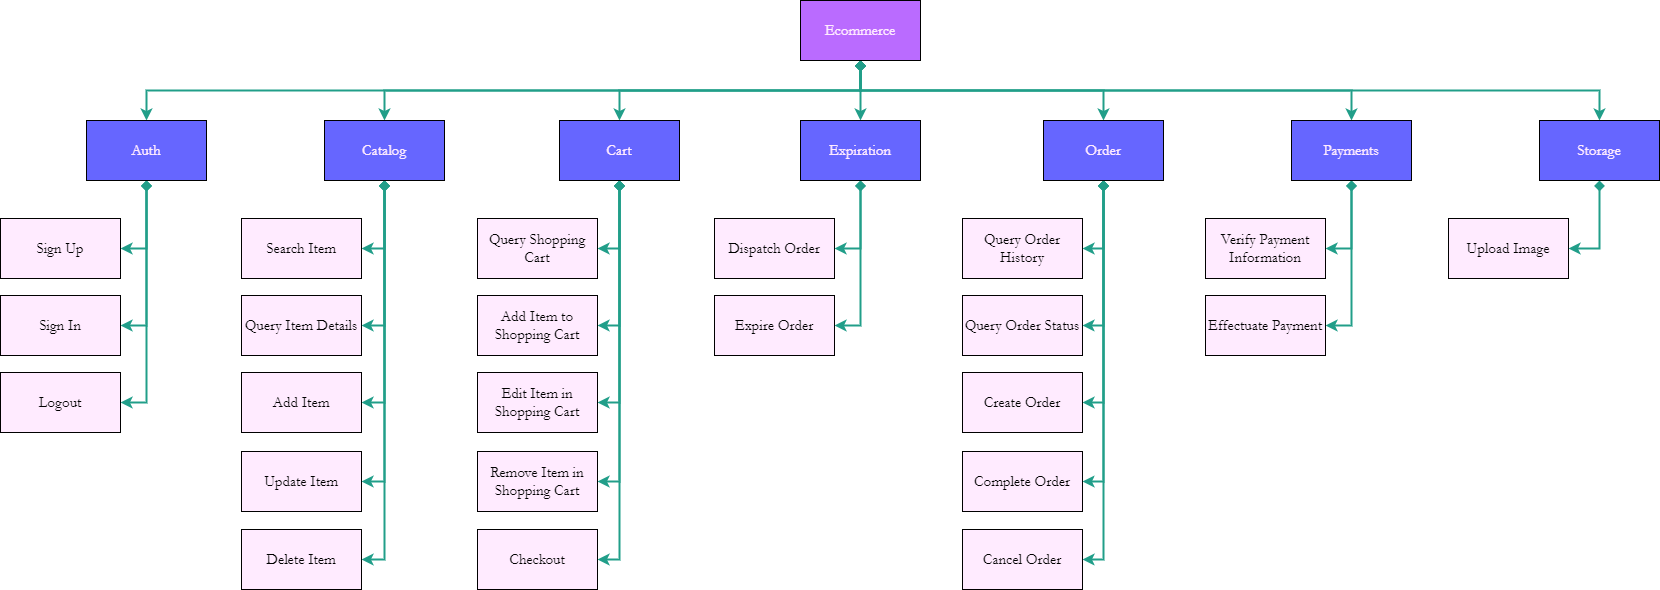 Ecommerce
Auth
Catalog
Cart
Expiration
Order
Payments
Storage
Sign Up
Sign In
Logout
Search Item
Query Item Details
Add Item
Update Item
Delete Item
Query Shopping
Cart
Add Item to
Shopping Cart
Edit Item in
Shopping Cart
Remove Item in
Shopping Cart
Checkout
Dispatch Order
Expire Order
Query Order
History
Query Order Status
Create Order
Complete Order
Cancel Order
Verify Payment
Information
Effectuate Payment
Upload Image